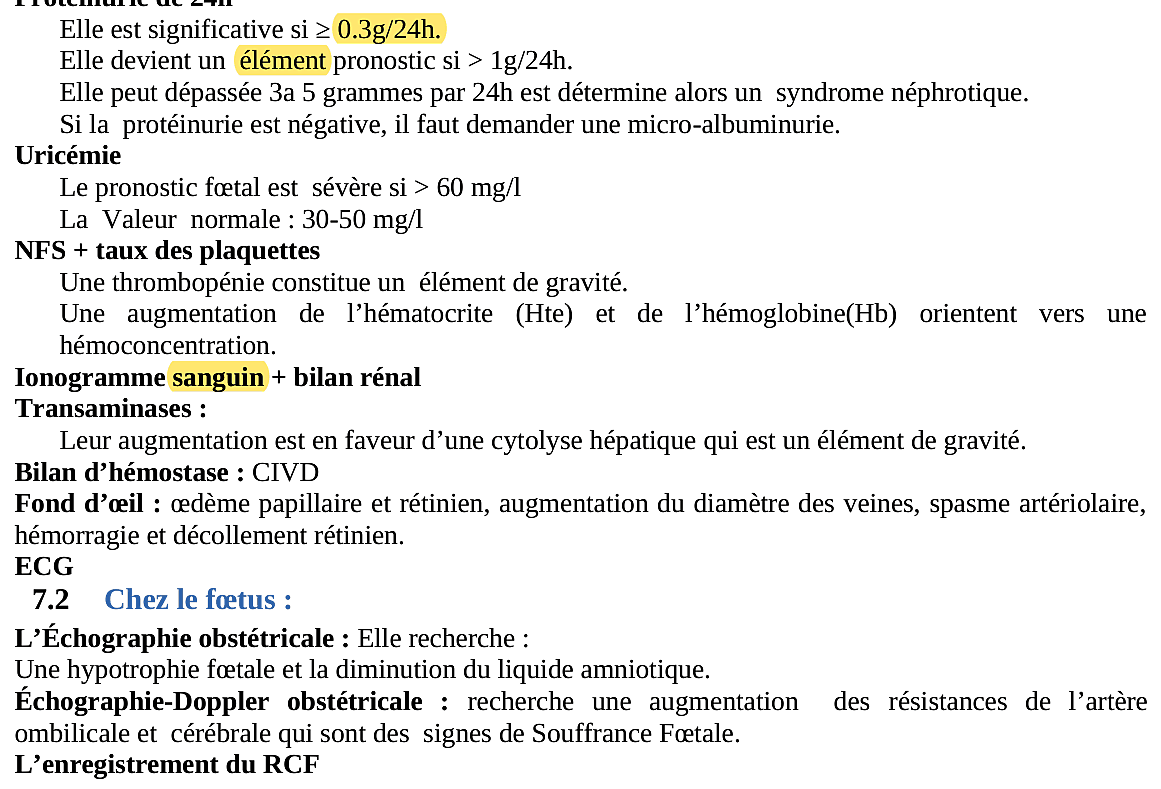 Protéinurie de 24h
Elle est significative si ≥ 0.3g/24h.
Elle devient un élément pronostic si > 1g/24h.
Elle peut dépassée 3a 5 grammes par 24h est détermine alors un syndrome néphrotique.
Si la protéinurie est négative, il faut demander une micro-albuminurie.
Uricémie
Le pronostic fœtal est sévère si > 60 mg/l
La Valeur normale : 30-50 mg/l
NFS + taux des plaquettes
Une thrombopénie constitue un élément de gravité.
Une augmentation de l’hématocrite (Hte) et de l’hémoglobine(Hb) orientent vers une
hémoconcentration.
Ionogramme sanguin + bilan rénal
Transaminases :
Leur augmentation est en faveur d’une cytolyse hépatique qui est un élément de gravité.
Bilan d’hémostase : CIVD
Fond d’œil : œdème papillaire et rétinien, augmentation du diamètre des veines, spasme artériolaire,
hémorragie et décollement rétinien.
ECG
7.2 Chez le fœtus :
L’Échographie obstétricale : Elle recherche :
Une hypotrophie fœtale et la diminution du liquide amniotique.
Échographie-Doppler obstétricale : recherche une augmentation des résistances de l’artère
ombilicale et cérébrale qui sont des signes de Souffrance Fœtale.
L’enregistrement du RCF